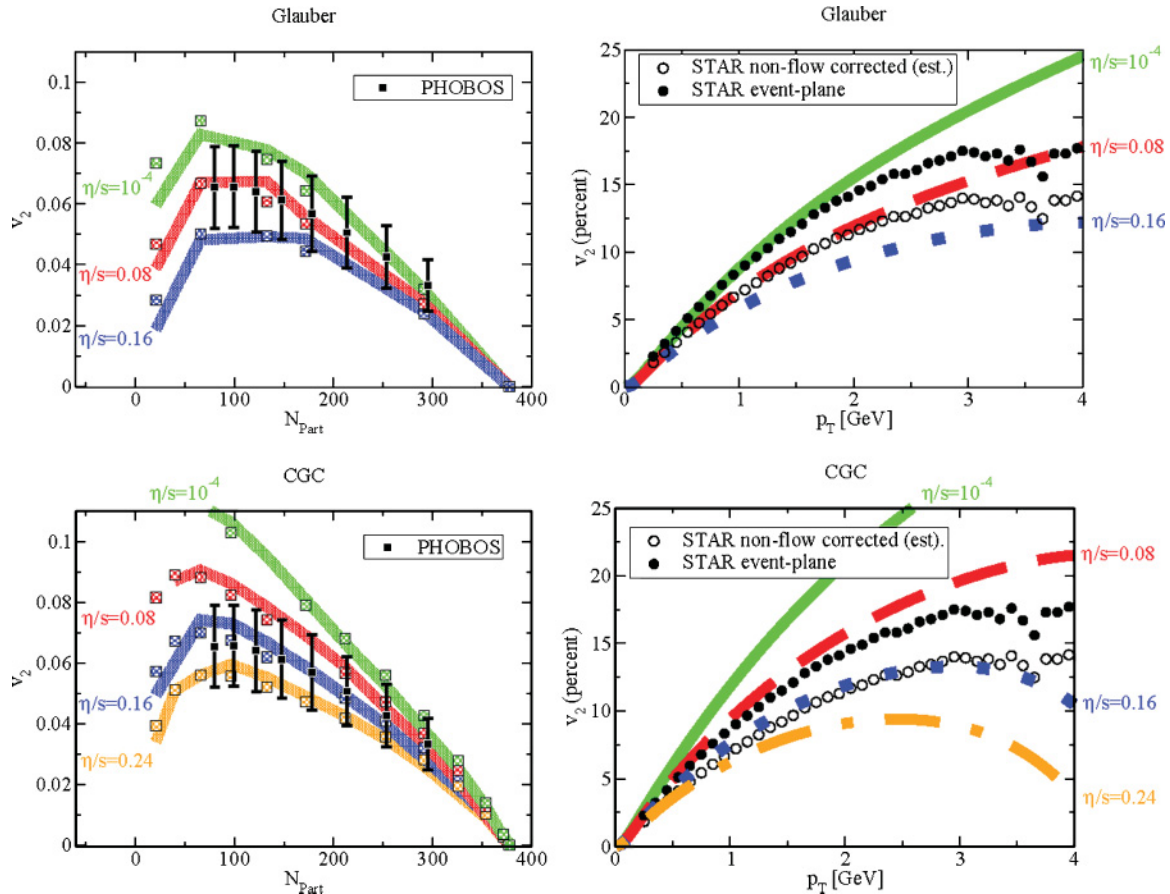 Glauber
Glauber
0.1
0.08
0.06
0.04
0.02
0
v2
PHOBOS
η/s=10-4
η/s=0.08
η/s=0.16
0 100 200 300 400
NPart
25
20
15
10
5
0
v2 (percent)
STAR non-flow corrected (est.)
STAR event-plane
η/s=10-4
η/s=0.08
η/s=0.16
0 1 2 3 4
pT [GeV]
CGC
CGC
η/s=10-4
0.1
0.08
0.06
0.04
0.02
0
v2
PHOBOS
η/s=0.08
η/s=0.16
η/s=0.24
0 100 200 300 400
NPart
η/s=10-4
25
20
15
10
5
0
v2 (percent)
STAR non-flow corrected (est).
STAR event-plane
η/s=0.08
η/s=0.16
η/s=0.24
0 1 2 3 4
pT [GeV]